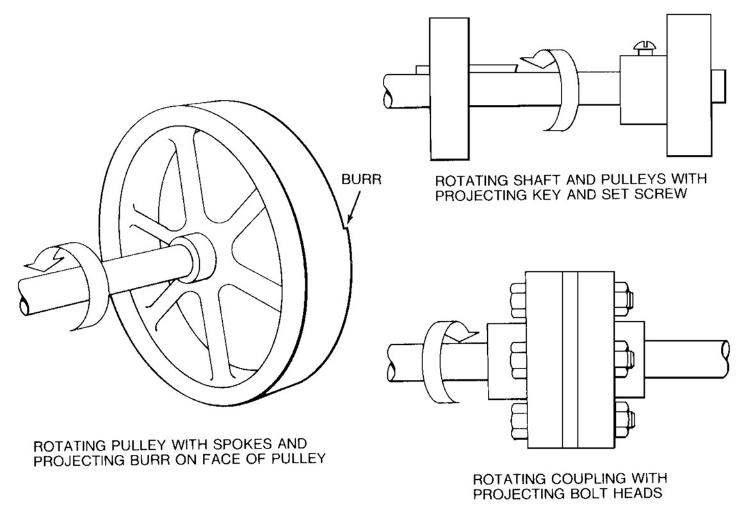 BURR
ROTATING SHAFT AND PULLEYS WITH
PROJECTING KEY AND SET SCREW
ROTATING PULLEY WITH SPOKES AND
PROJECTING BURR ON FACE OF PULLEY
ROTATING COUPLING WITH
PROJECTING BOLT HEADS